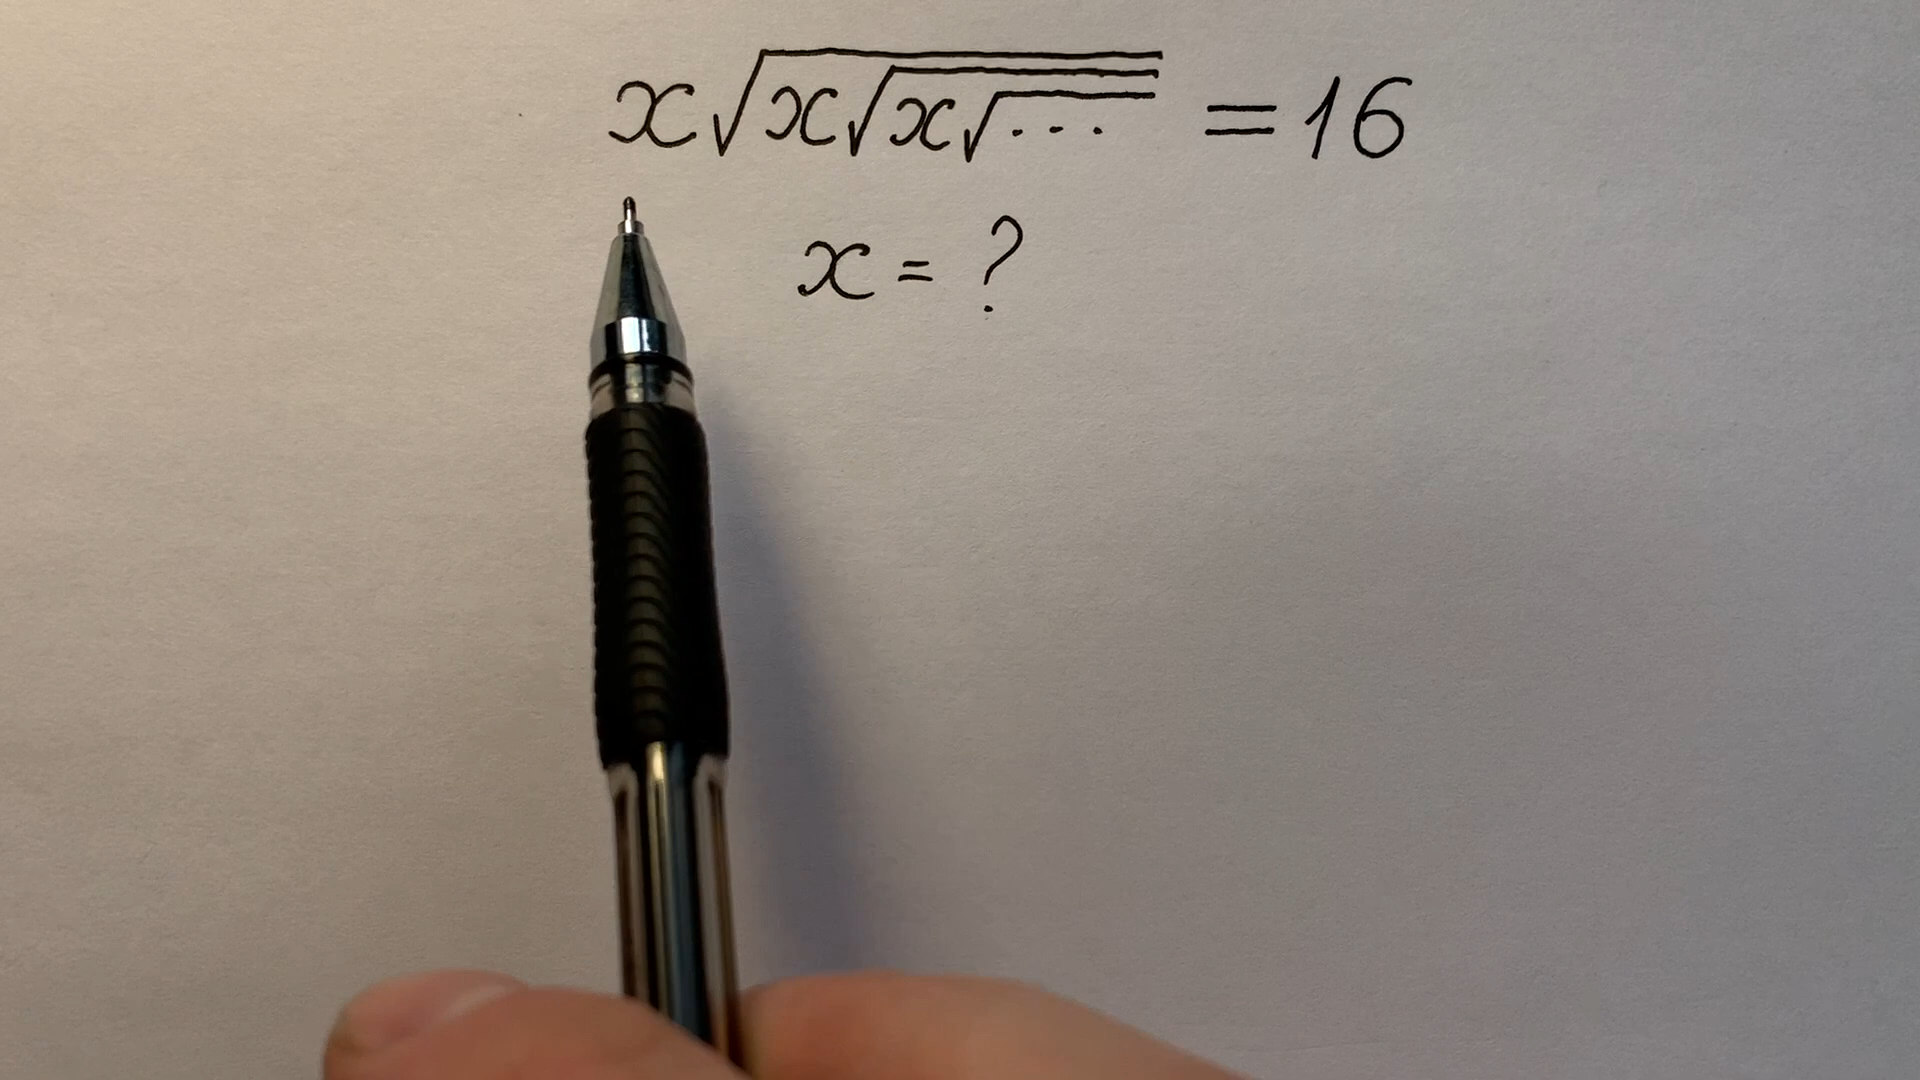 x√(x√(x√(...))) = 16
x = ?